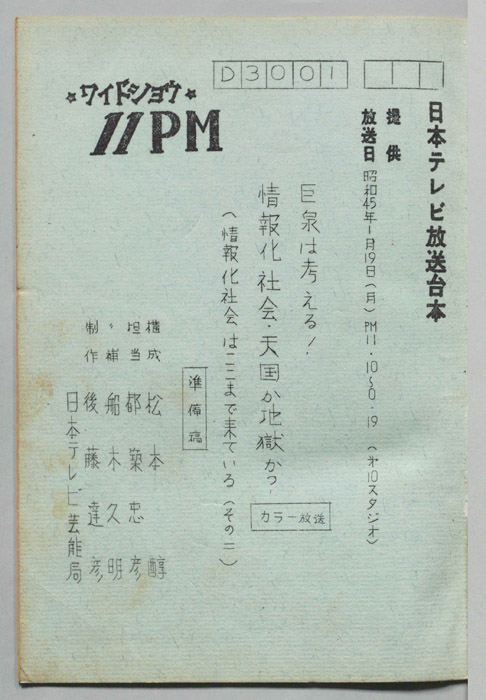 日本テレビ放送台本
D3001
提供
放送日 昭和45年1月19日(月) PM11・10〜0・19 (才10スタジオ)
☆ワイドショウ☆
11PM
巨泉は考える!
情報化社会・天国か地獄か?
カラー放送
(情報化社会はここまで来ている(その二)
準備稿
構成 松本 醇
担当 都築忠彦
〃補 船木久明
制作 後藤達彦
日本テレビ芸能局